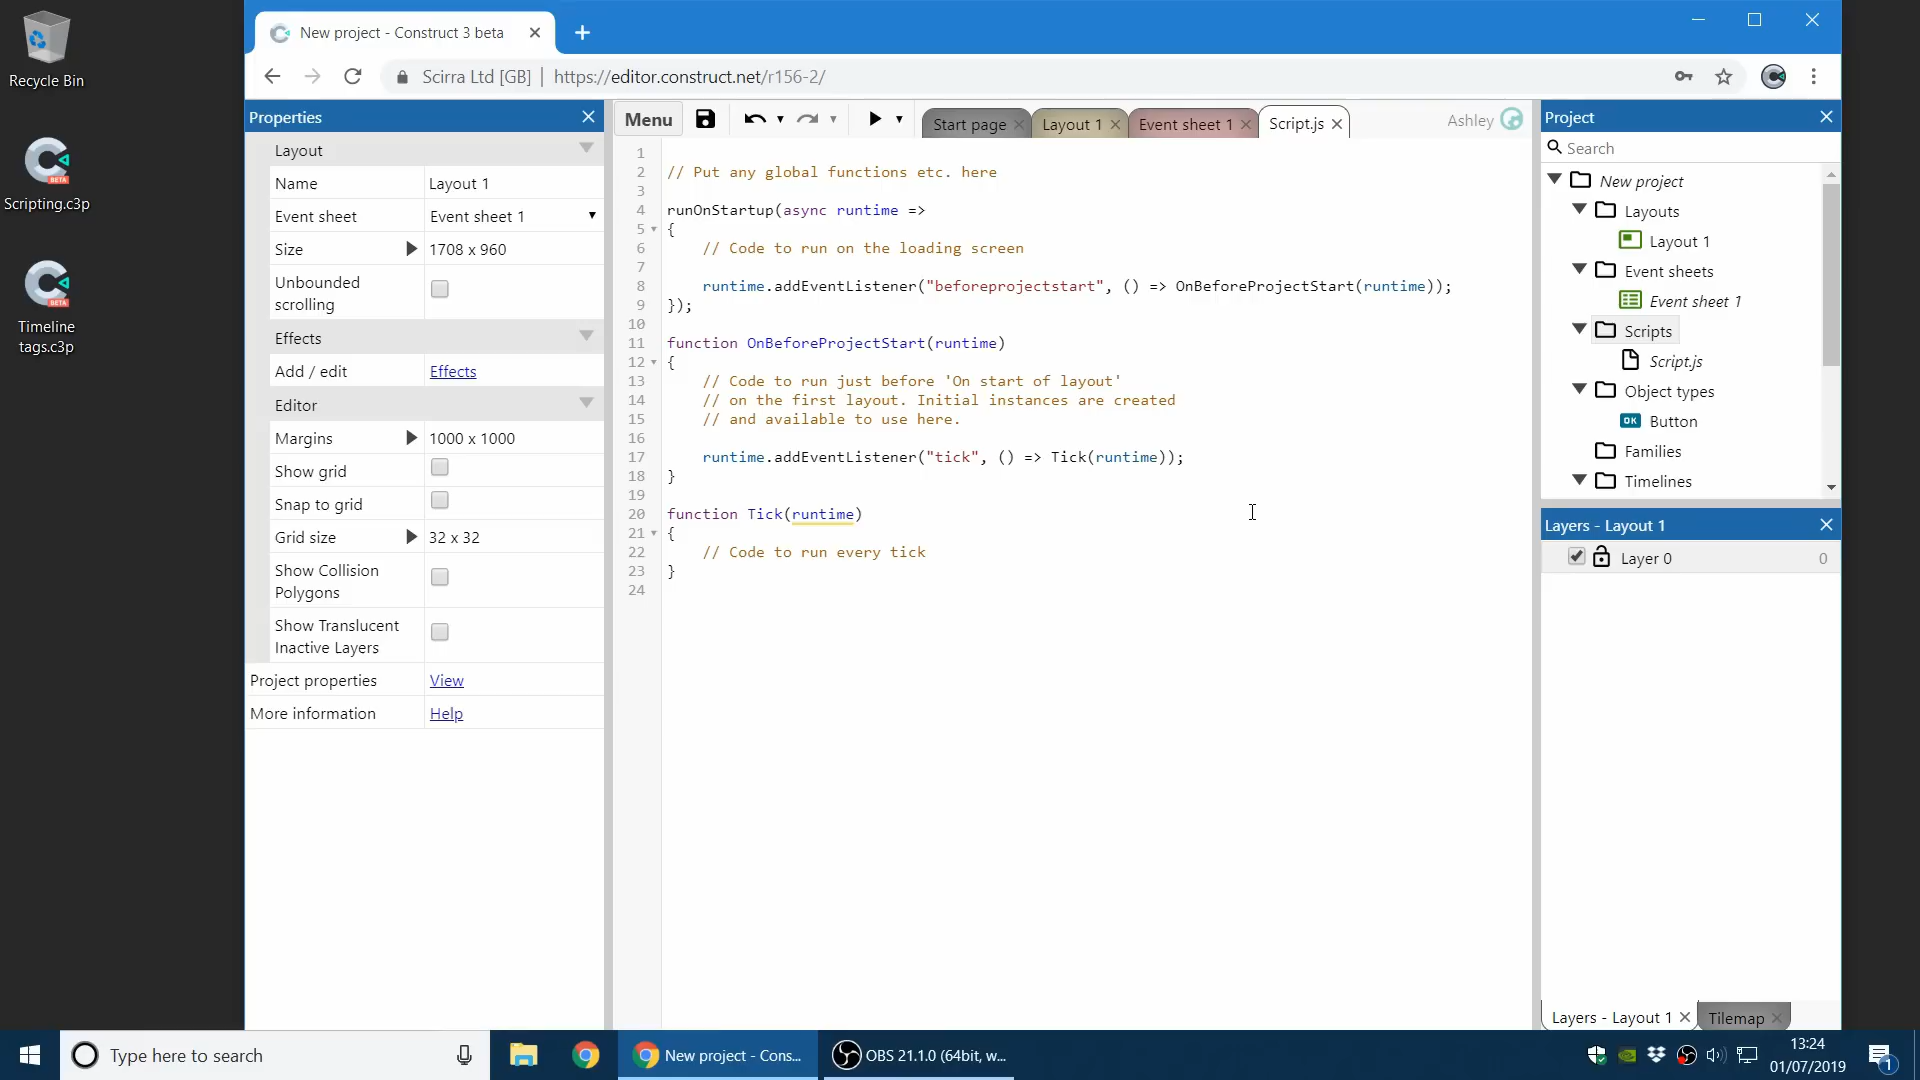 Recycle Bin
Scripting.c3p
Timeline
tags.c3p
New project - Construct 3 beta
Scirra Ltd [GB] | https://editor.construct.net/r156-2/
Properties
Layout
Name Layout 1
Event sheet Event sheet 1
Size 1708 x 960
Unbounded
scrolling
Effects
Add / edit Effects
Editor
Margins 1000 x 1000
Show grid
Snap to grid
Grid size 32 x 32
Show Collision
Polygons
Show Translucent
Inactive Layers
Project properties View
More information Help
Menu
Start page Layout 1 Event sheet 1 Script.js
Ashley
1
2 // Put any global functions etc. here
3
4 runOnStartup(async runtime =>
5 {
6 // Code to run on the loading screen
7
8 runtime.addEventListener("beforeprojectstart", () => OnBeforeProjectStart(runtime));
9 });
10
11 function OnBeforeProjectStart(runtime)
12 {
13 // Code to run just before 'On start of layout'
14 // on the first layout. Initial instances are created
15 // and available to use here.
16
17 runtime.addEventListener("tick", () => Tick(runtime));
18 }
19
20 function Tick(runtime)
21 {
22 // Code to run every tick
23 }
24
Project
Search
New project
Layouts
Layout 1
Event sheets
Event sheet 1
Scripts
Script.js
Object types
OK Button
Families
Timelines
Layers - Layout 1
Layer 0 0
Layers - Layout 1 Tilemap
Type here to search
New project - Cons...
OBS 21.1.0 (64bit, w...
13:24
01/07/2019
1